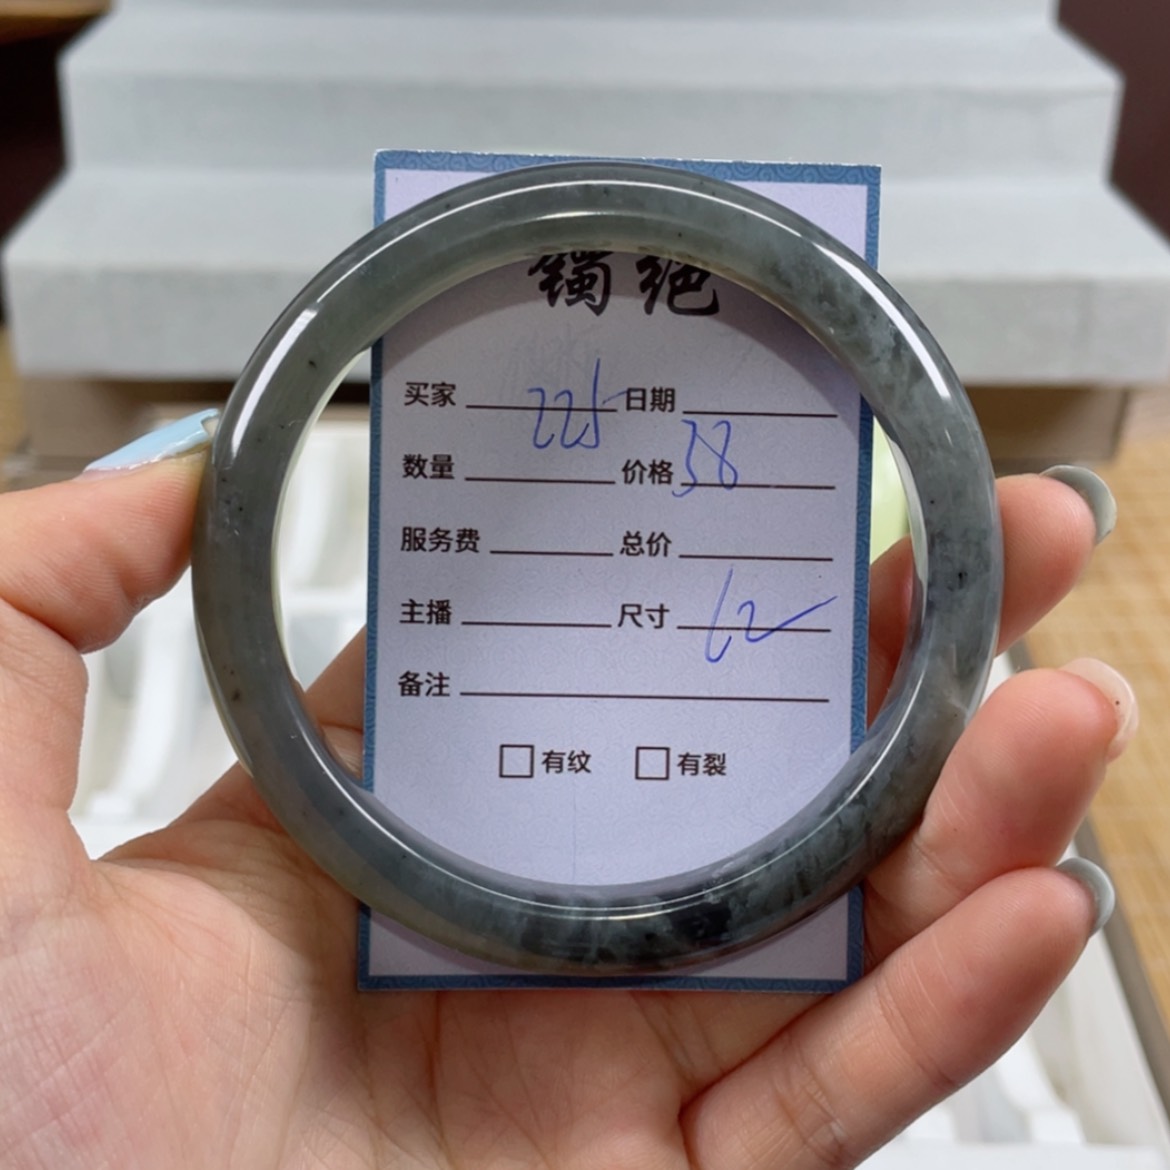 镯绝
买家 225 日期
数量 价格 38
服务费 总价
主播 尺寸 62
备注
□有纹 □有裂